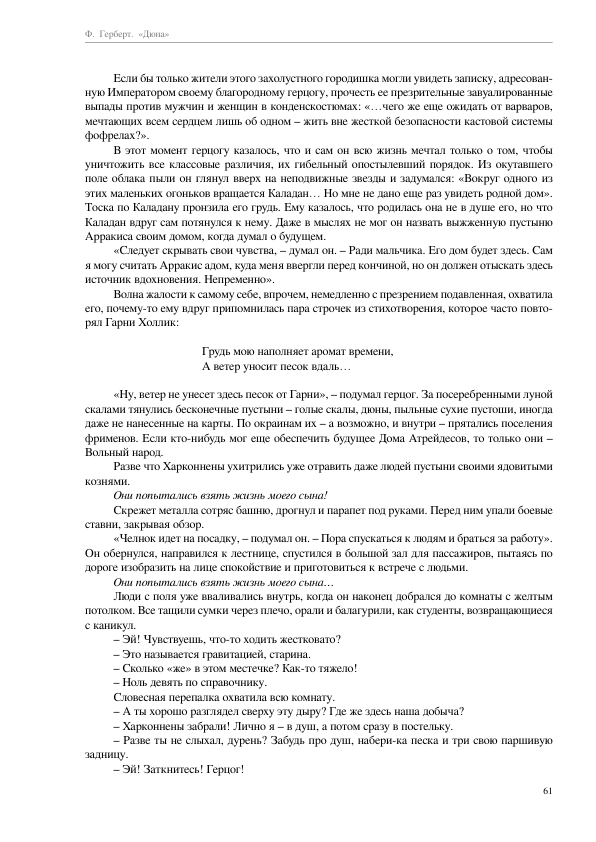 Ф. Герберт. «Дюна»
Если бы только жители этого захолустного городишка могли увидеть записку, адресован-
ную Императором своему благородному герцогу, прочесть ее презрительные завуалированные
выпады против мужчин и женщин в конденскостюмах: «…чего же еще ожидать от варваров,
мечтающих всем сердцем лишь об одном – жить вне жесткой безопасности кастовой системы
фофрелах?».
В этот момент герцогу казалось, что и сам он всю жизнь мечтал только о том, чтобы
уничтожить все классовые различия, их гибельный опостылевший порядок. Из окутавшего
поле облака пыли он глянул вверх на неподвижные звезды и задумался: «Вокруг одного из
этих маленьких огоньков вращается Каладан… Но мне не дано еще раз увидеть родной дом».
Тоска по Каладану пронзила его грудь. Ему казалось, что родилась она не в душе его, но что
Каладан вдруг сам потянулся к нему. Даже в мыслях не мог он назвать выжженную пустыню
Арракиса своим домом, когда думал о будущем.
«Следует скрывать свои чувства, – думал он. – Ради мальчика. Его дом будет здесь. Сам
я могу считать Арракис адом, куда меня ввергли перед кончиной, но он должен отыскать здесь
источник вдохновения. Непременно».
Волна жалости к самому себе, впрочем, немедленно с презрением подавленная, охватила
его, почему-то ему вдруг припомнилась пара строчек из стихотворения, которое часто повто-
рял Гарни Холлик:
Грудь мою наполняет аромат времени,
А ветер уносит песок вдаль…
«Ну, ветер не унесет здесь песок от Гарни», – подумал герцог. За посеребренными луной
скалами тянулись бесконечные пустыни – голые скалы, дюны, пыльные сухие пустоши, иногда
даже не нанесенные на карты. По окраинам их – а возможно, и внутри – прятались поселения
фрименов. Если кто-нибудь мог еще обеспечить будущее Дома Атрейдесов, то только они –
Вольный народ.
Разве что Харконнены ухитрились уже отравить даже людей пустыни своими ядовитыми
кознями.
Они попытались взять жизнь моего сына!
Скрежет металла сотряс башню, дрогнул и парапет под руками. Перед ним упали боевые
ставни, закрывая обзор.
«Челнок идет на посадку, – подумал он. – Пора спускаться к людям и браться за работу».
Он обернулся, направился к лестнице, спустился в большой зал для пассажиров, пытаясь по
дороге изобразить на лице спокойствие и приготовиться к встрече с людьми.
Они попытались взять жизнь моего сына…
Люди с поля уже вваливались внутрь, когда он наконец добрался до комнаты с желтым
потолком. Все тащили сумки через плечо, орали и балагурили, как студенты, возвращающиеся
с каникул.
– Эй! Чувствуешь, что-то ходить жестковато?
– Это называется гравитацией, старина.
– Сколько «же» в этом местечке? Как-то тяжело!
– Ноль девять по справочнику.
Словесная перепалка охватила всю комнату.
– А ты хорошо разглядел сверху эту дыру? Где же здесь наша добыча?
– Харконнены забрали! Лично я – в душ, а потом сразу в постельку.
– Разве ты не слыхал, дурень? Забудь про душ, набери-ка песка и три свою паршивую
задницу.
– Эй! Заткнитесь! Герцог!
61